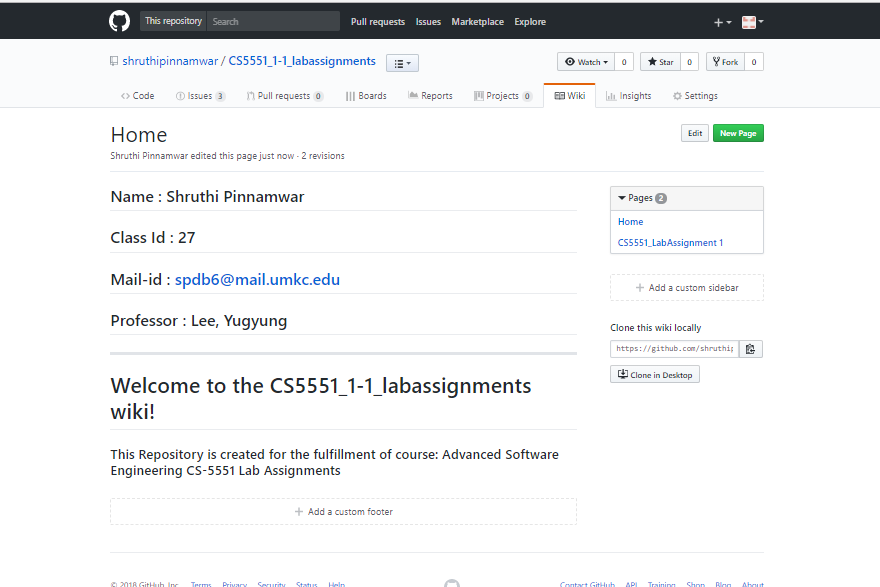 This repository Search Pull requests Issues Marketplace Explore
shruthipinnamwar / CS5551_1-1_labassignments
Watch 0 Star 0 Fork 0
Code Issues 3 Pull requests 0 Boards Reports Projects 0 Wiki Insights Settings
Home
Edit New Page
Shruthi Pinnamwar edited this page just now · 2 revisions
Name : Shruthi Pinnamwar
Class Id : 27
Mail-id : spdb6@mail.umkc.edu
Professor : Lee, Yugyung
Welcome to the CS5551_1-1_labassignments
wiki!
This Repository is created for the fulfillment of course: Advanced Software
Engineering CS-5551 Lab Assignments
Add a custom footer
Pages 2
Home
CS5551_LabAssignment 1
Add a custom sidebar
Clone this wiki locally
https://github.com/shruthip
Clone in Desktop
© 2018 GitHub, Inc. Terms Privacy Security Status Help
Contact GitHub API Training Shop Blog About